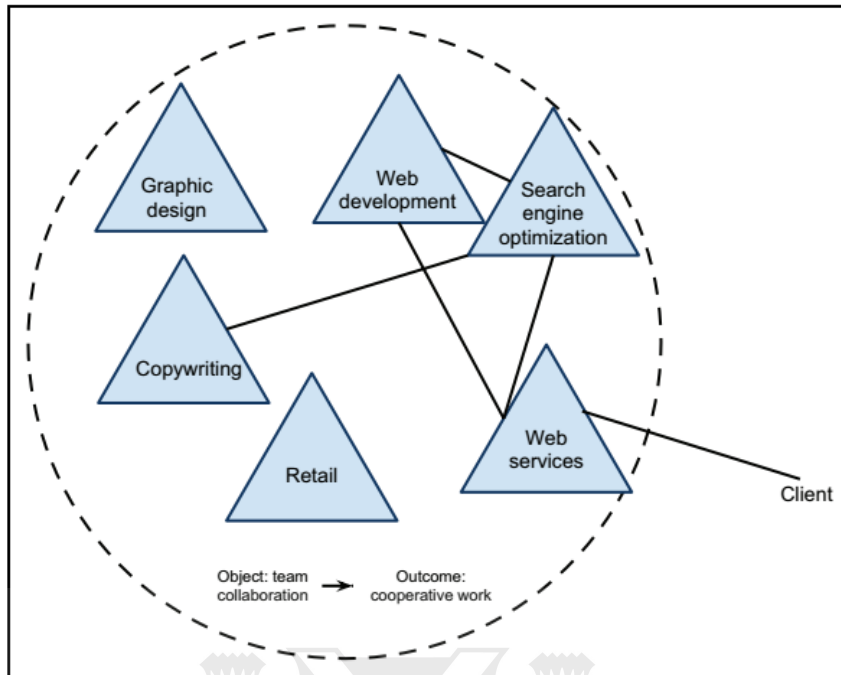 Graphic
design
Web
development
Search
engine
optimization
Copywriting
Retail
Web
services
Client
Object: team
collaboration
Outcome:
cooperative work